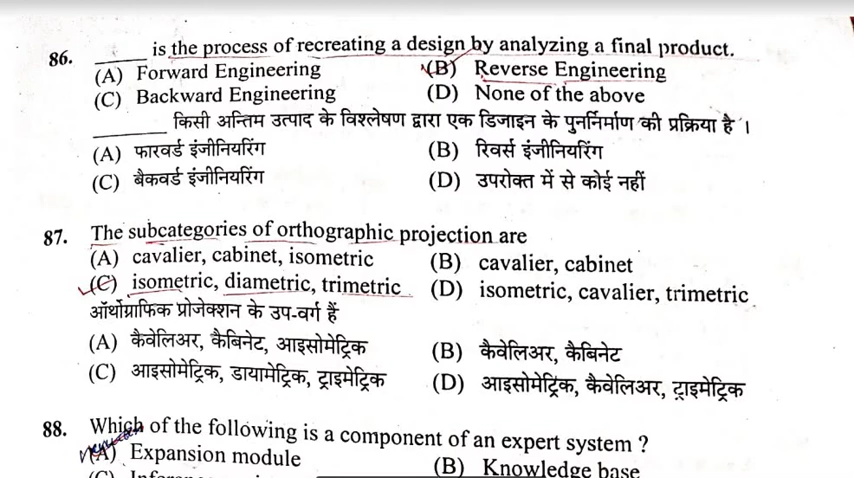 86. ______ is the process of recreating a design by analyzing a final product.
(A) Forward Engineering (B) Reverse Engineering
(C) Backward Engineering (D) None of the above
________ किसी अन्तिम उत्पाद के विश्लेषण द्वारा एक डिजाइन के पुनर्निर्माण की प्रक्रिया है ।
(A) फारवर्ड इंजीनियरिंग (B) रिवर्स इंजीनियरिंग
(C) बैकवर्ड इंजीनियरिंग (D) उपरोक्त में से कोई नहीं
87. The subcategories of orthographic projection are
(A) cavalier, cabinet, isometric (B) cavalier, cabinet
(C) isometric, diametric, trimetric (D) isometric, cavalier, trimetric
ऑर्थोग्राफिक प्रोजेक्शन के उप-वर्ग हैं
(A) कैवेलिअर, कैबिनेट, आइसोमेट्रिक (B) कैवेलिअर, कैबिनेट
(C) आइसोमेट्रिक, डायामेट्रिक, ट्राइमेट्रिक (D) आइसोमेट्रिक, कैवेलिअर, ट्राइमेट्रिक
88. Which of the following is a component of an expert system ?
(A) Expansion module (B) Knowledge base
(C)